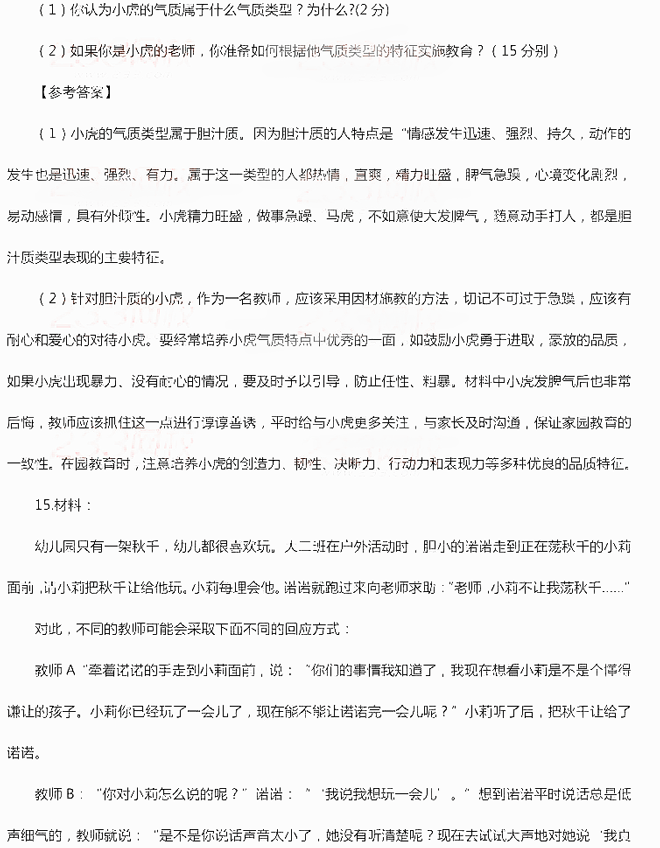 （1）你认为小虎的气质属于什么气质类型？为什么?(2 分)
（2）如果你是小虎的老师，你准备如何根据他气质类型的特征实施教育？（15 分别）
【参考答案】
（1）小虎的气质类型属于胆汁质。因为胆汁质的人特点是“情感发生迅速、强烈、持久，动作的
发生也是迅速、强烈、有力。属于这一类型的人都热情，直爽，精力旺盛，脾气急躁，心境变化剧烈，
易动感情，具有外倾性。小虎精力旺盛，做事急躁、马虎，不如意便大发脾气，随意动手打人，都是胆
汁质类型表现的主要特征。
（2）针对胆汁质的小虎，作为一名教师，应该采用因材施教的方法，切记不可过于急躁，应该有
耐心和爱心的对待小虎。要经常培养小虎气质特点中优秀的一面，如鼓励小虎勇于进取，豪放的品质，
如果小虎出现暴力、没有耐心的情况，要及时予以引导，防止任性、粗暴。材料中小虎发脾气后也非常
后悔，教师应该抓住这一点进行谆谆善诱，平时给与小虎更多关注，与家长及时沟通，保证家园教育的
一致性。在园教育时，注意培养小虎的创造力、韧性、决断力、行动力和表现力等多种优良的品质特征。
15.材料：
幼儿园只有一架秋千，幼儿都很喜欢玩。大二班在户外活动时，胆小的诺诺走到正在荡秋千的小莉
面前,请小莉把秋千让给他玩。小莉每理会他。诺诺就跑过来向老师求助：“老师,小莉不让我荡秋千……”
对此，不同的教师可能会采取下面不同的回应方式：
教师 A“牵着诺诺的手走到小莉面前，说：“你们的事情我知道了，我现在想看小莉是不是个懂得
谦让的孩子。小莉你已经玩了一会儿了，现在能不能让诺诺完一会儿呢？”小莉听了后，把秋千让给了
诺诺。
教师 B：“你对小莉怎么说的呢？”诺诺：“‘我说我想玩一会儿’。”想到诺诺平时说话总是低
声细气的，教师就说：“是不是你说话声音太小了，她没有听清楚呢？现在去试试大声地对她说‘我真